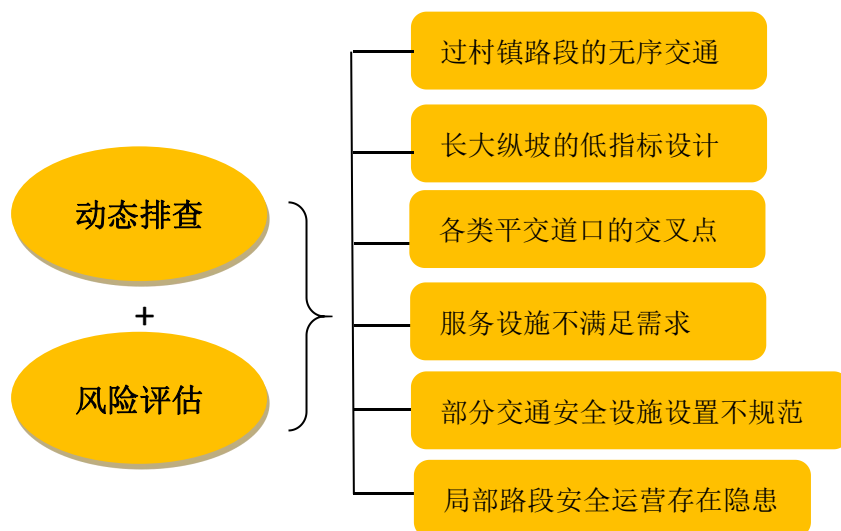 动态排查
+
风险评估
过村镇路段的无序交通
长大纵坡的低指标设计
各类平交道口的交叉点
服务设施不满足需求
部分交通安全设施设置不规范
局部路段安全运营存在隐患